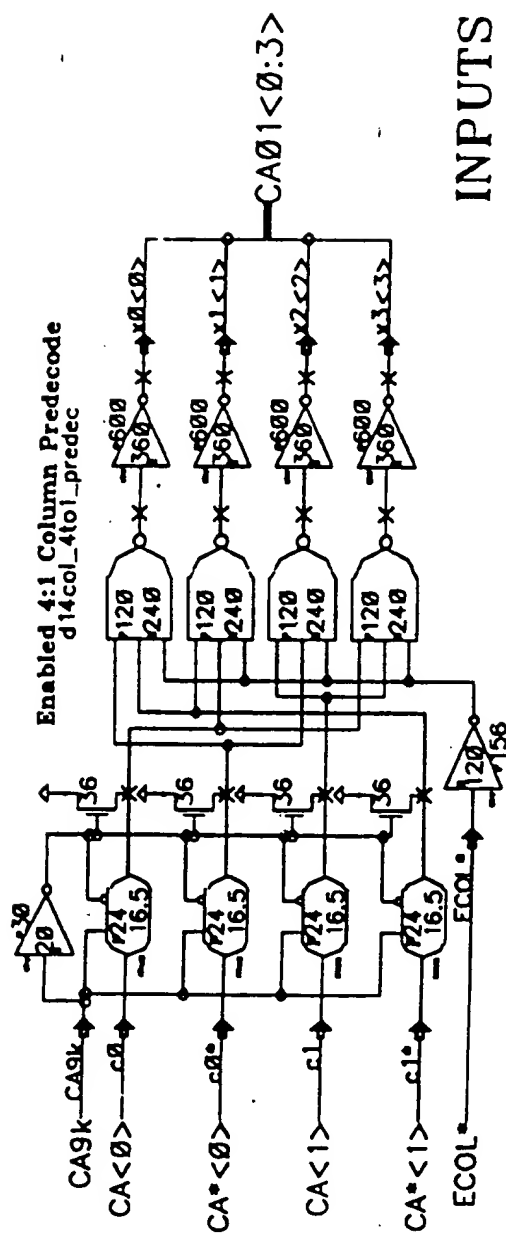 Enabled 4:1 Column Predecode
d14col_4to1_predec
CA9k CA9k
30
20
CA<0> c0
24
16.5
36
CA*<0> c0*
24
16.5
36
CA<1> c1
24
16.5
36
CA*<1> c1*
24
16.5
36
ECOL* ECOL*
120
156
120
240
600
360
x0<0>
120
240
600
360
x1<1>
120
240
600
360
x2<2>
120
240
600
360
x3<3>
CA01<0:3>
INPUTS